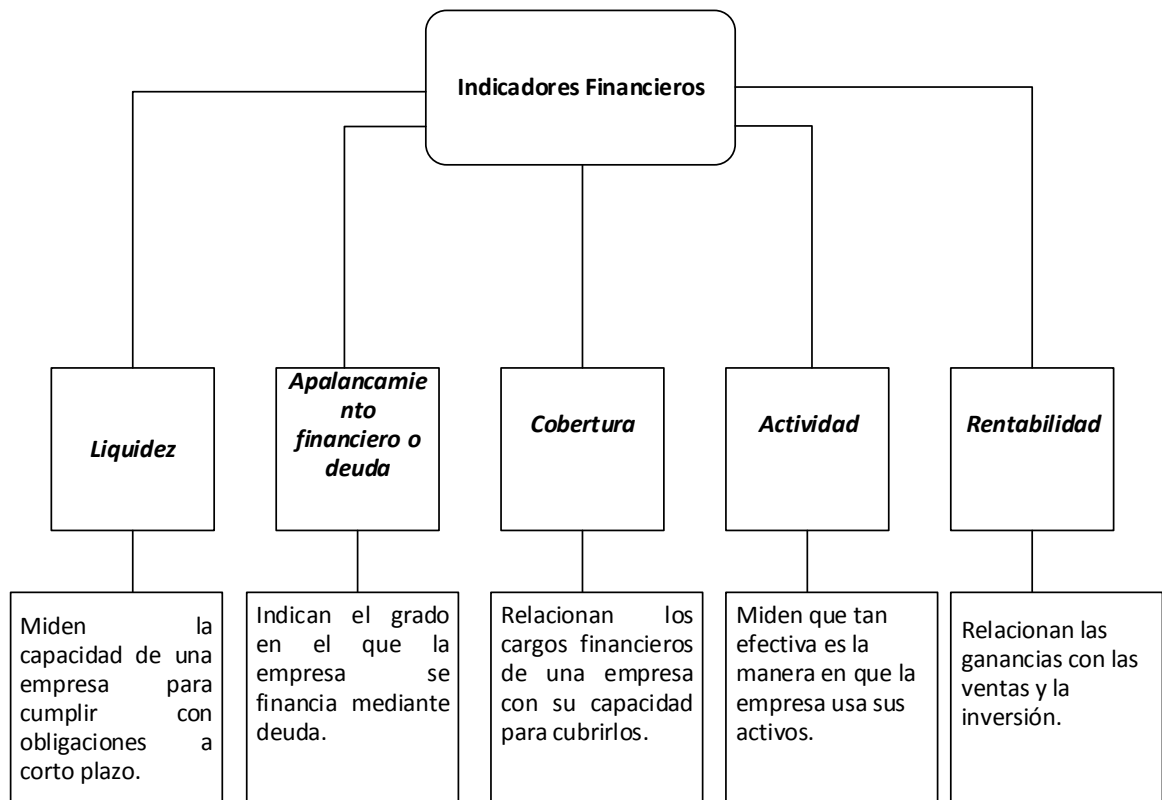 Indicadores Financieros
Liquidez
Apalancamie
nto
financiero o
deuda
Cobertura
Actividad
Rentabilidad
Miden la
capacidad de una
empresa para
cumplir con
obligaciones a
corto plazo.
Indican el grado
en el que la
empresa se
financia mediante
deuda.
Relacionan los
cargos financieros
de una empresa
con su capacidad
para cubrirlos.
Miden que tan
efectiva es la
manera en que la
empresa usa sus
activos.
Relacionan las
ganancias con las
ventas y la
inversión.